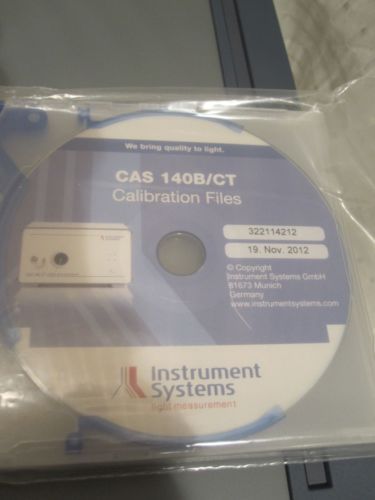 We bring quality to light.
CAS 140B/CT
Calibration Files
322114212
19. Nov. 2012
© Copyright
Instrument Systems GmbH
81673 Munich
Germany
www.instrumentsystems.com
Instrument
Systems
light measurement